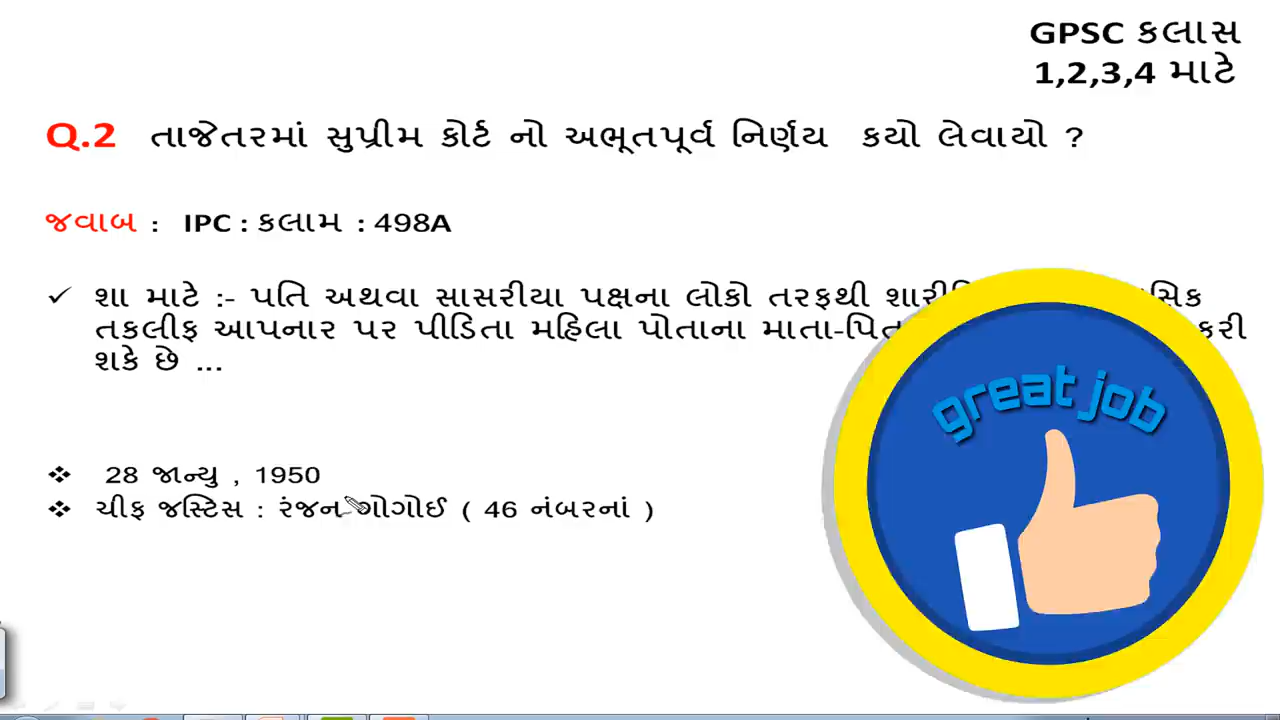 GPSC કલાસ
1,2,3,4 માટે
Q.2 તાજેતરમાં સુપ્રીમ કોર્ટ નો અભૂતપૂર્વ નિર્ણય કયો લેવાયો ?
જવાબ : IPC : કલામ : 498A
✓ શા માટે :- પતિ અથવા સાસરીયા પક્ષના લોકો તરફથી
તકલીફ આપનાર પર પીડિતા મહિલા પોતાના કરી
શકે છે ...
great job
❖ 28 જાન્યુ , 1950
❖ ચીફ જસ્ટિસ : રંજન ગોગોઈ ( 46 નંબરનાં )